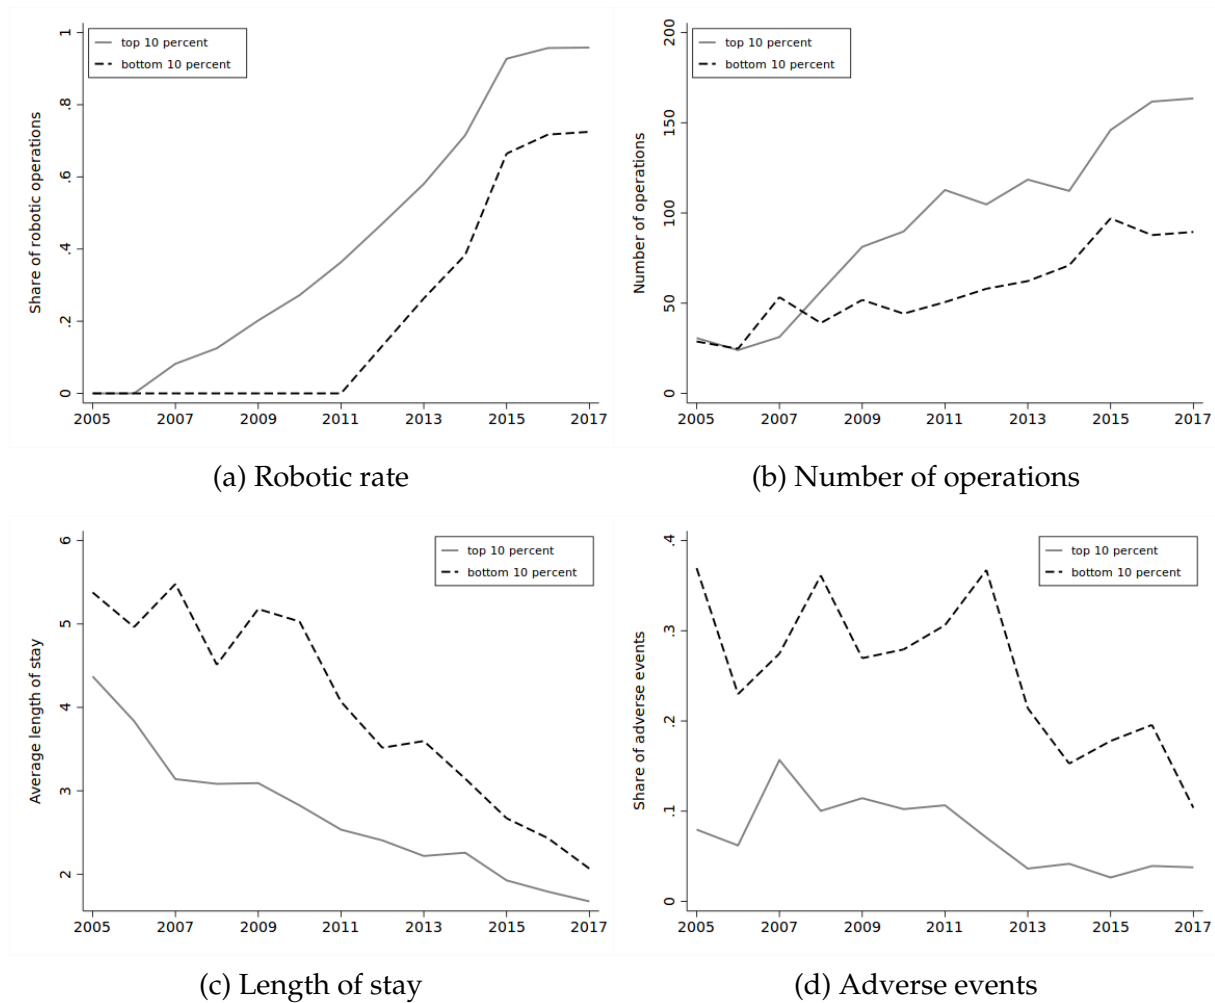 top 10 percent
bottom 10 percent
Share of robotic operations
0 .2 .4 .6 .8 1
2005 2007 2009 2011 2013 2015 2017
(a) Robotic rate
top 10 percent
bottom 10 percent
Number of operations
0 50 100 150 200
2005 2007 2009 2011 2013 2015 2017
(b) Number of operations
top 10 percent
bottom 10 percent
Average length of stay
2 3 4 5 6
2005 2007 2009 2011 2013 2015 2017
(c) Length of stay
top 10 percent
bottom 10 percent
Share of adverse events
0 .1 .2 .3 .4
2005 2007 2009 2011 2013 2015 2017
(d) Adverse events